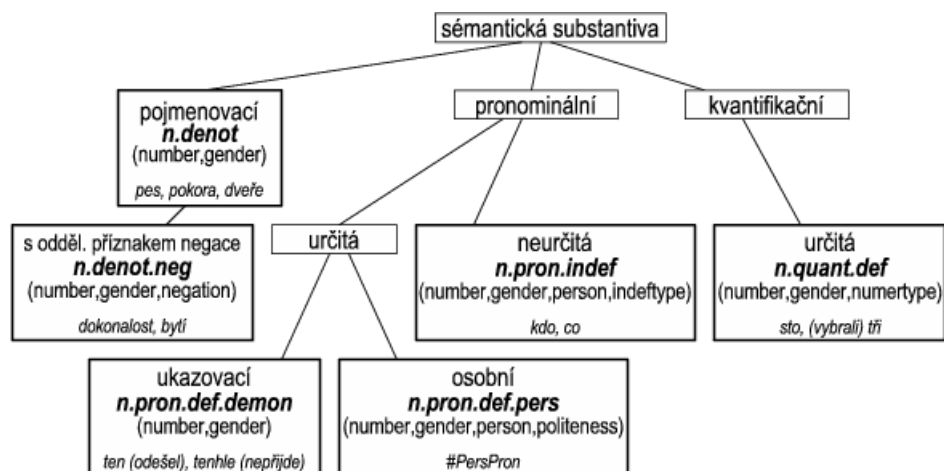 sémantická substantiva
pojmenovací
n.denot
(number,gender)
pes, pokora, dveře
pronominální
kvantifikační
s odděl. příznakem negace
n.denot.neg
(number,gender,negation)
dokonalost, bytí
určitá
neurčitá
n.pron.indef
(number,gender,person,indeftype)
kdo, co
určitá
n.quant.def
(number,gender,numertype)
sto, (vybrali) tři
ukazovací
n.pron.def.demon
(number,gender)
ten (odešel), tenhle (nepřijde)
osobní
n.pron.def.pers
(number,gender,person,politeness)
#PersPron